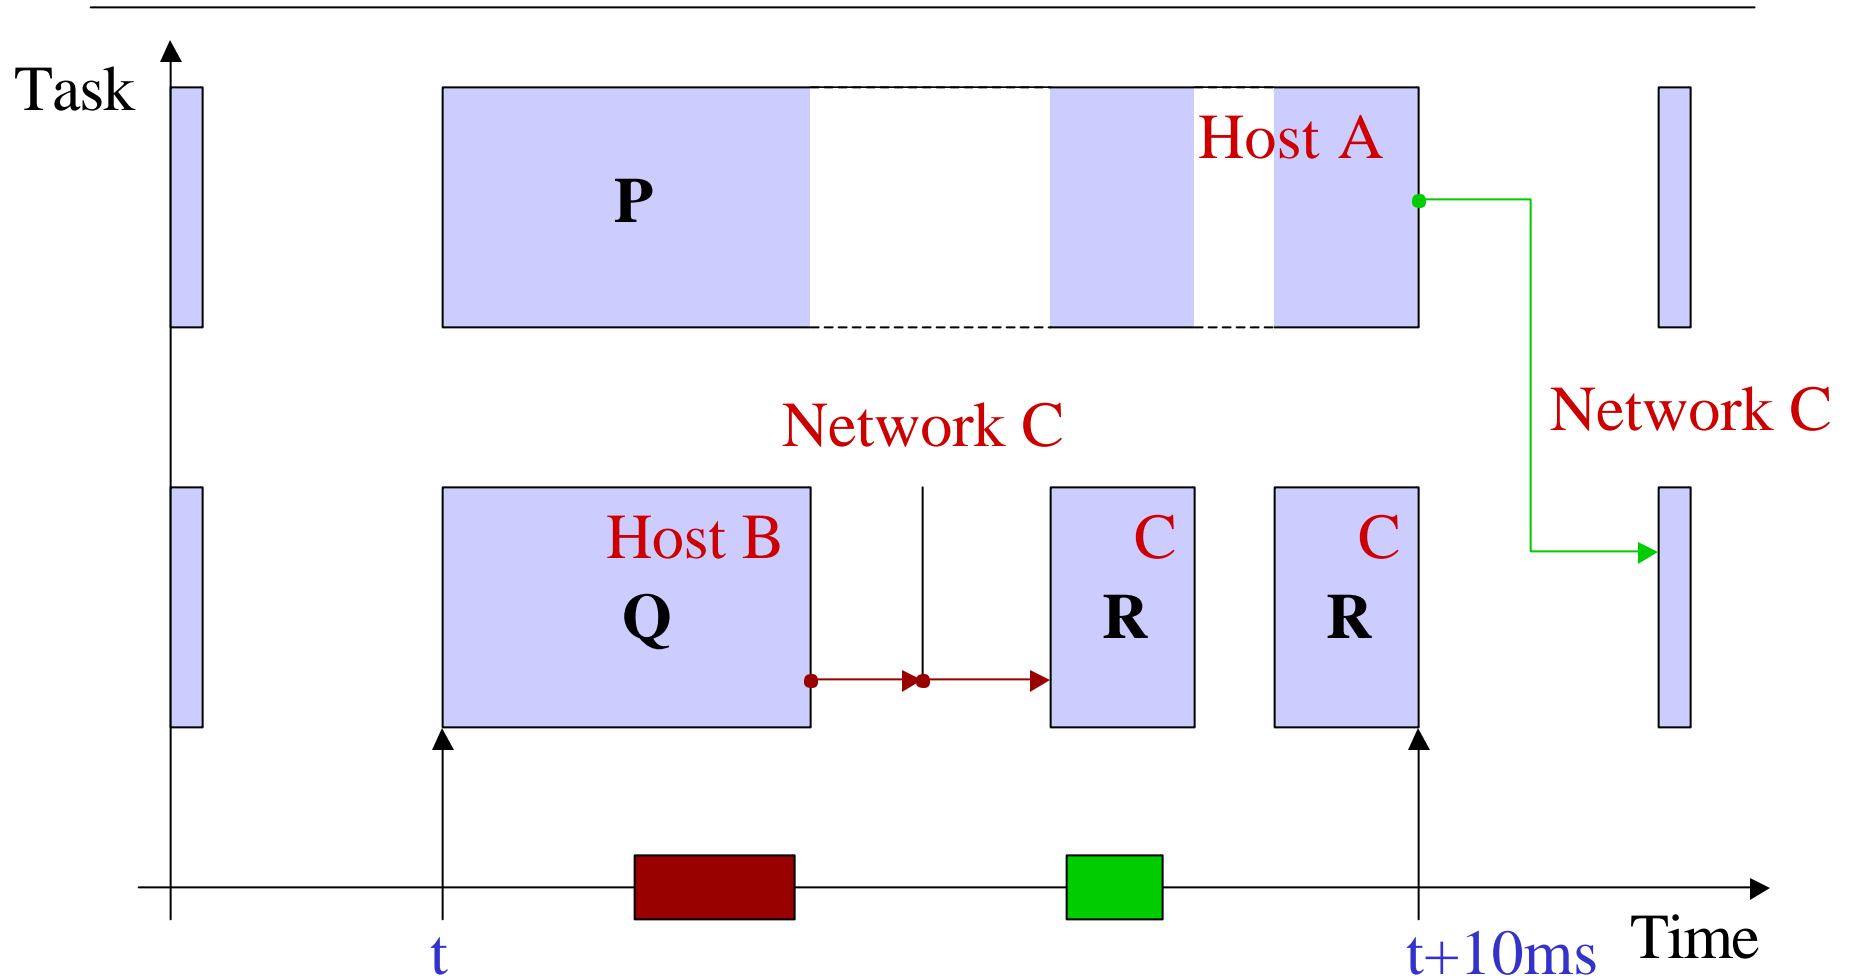 Task
Host A
P
Network C
Network C
Host B
C
C
Q
R
R
t
t+10ms
Time